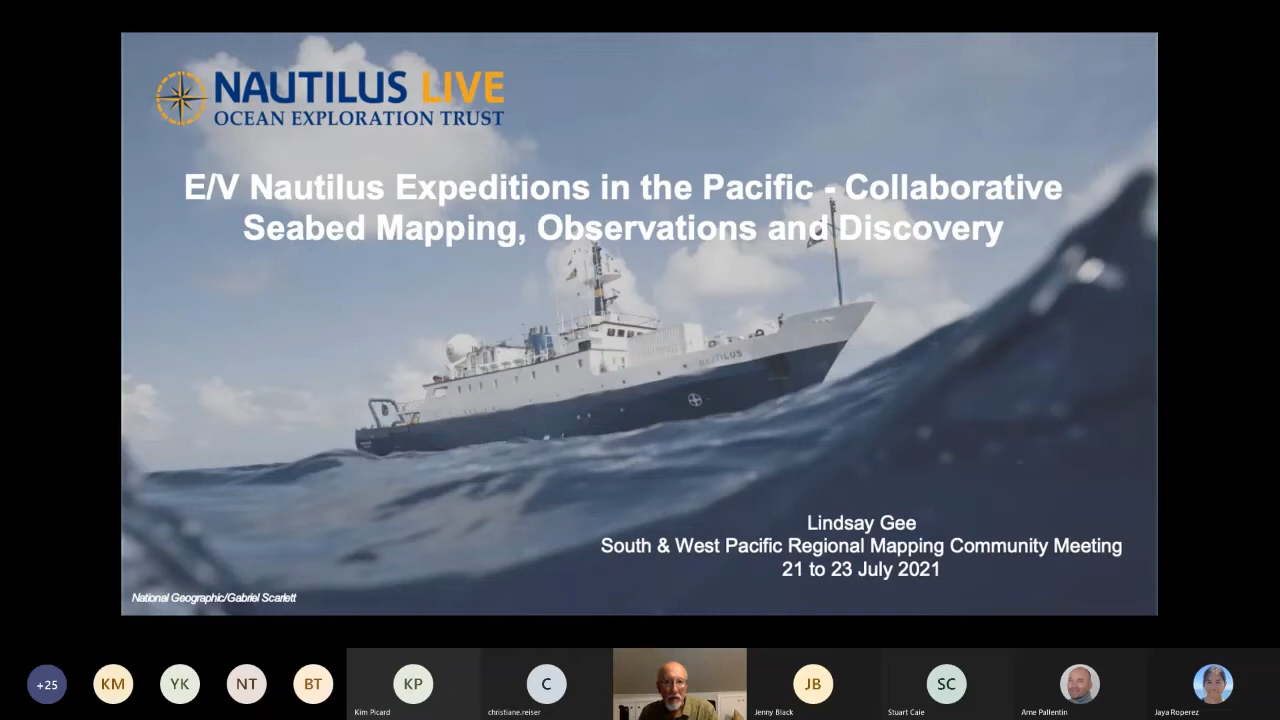 NAUTILUS LIVE
OCEAN EXPLORATION TRUST
E/V Nautilus Expeditions in the Pacific - Collaborative
Seabed Mapping, Observations and Discovery
NAUTILUS
Lindsay Gee
South & West Pacific Regional Mapping Community Meeting
21 to 23 July 2021
National Geographic/Gabriel Scarlett
+25
KM
YK
NT
BT
KP
C
JB
SC
Kim Picard
christiane.reiser
Jenny Black
Stuart Caie
Arne Pallentin
Jaya Roperez